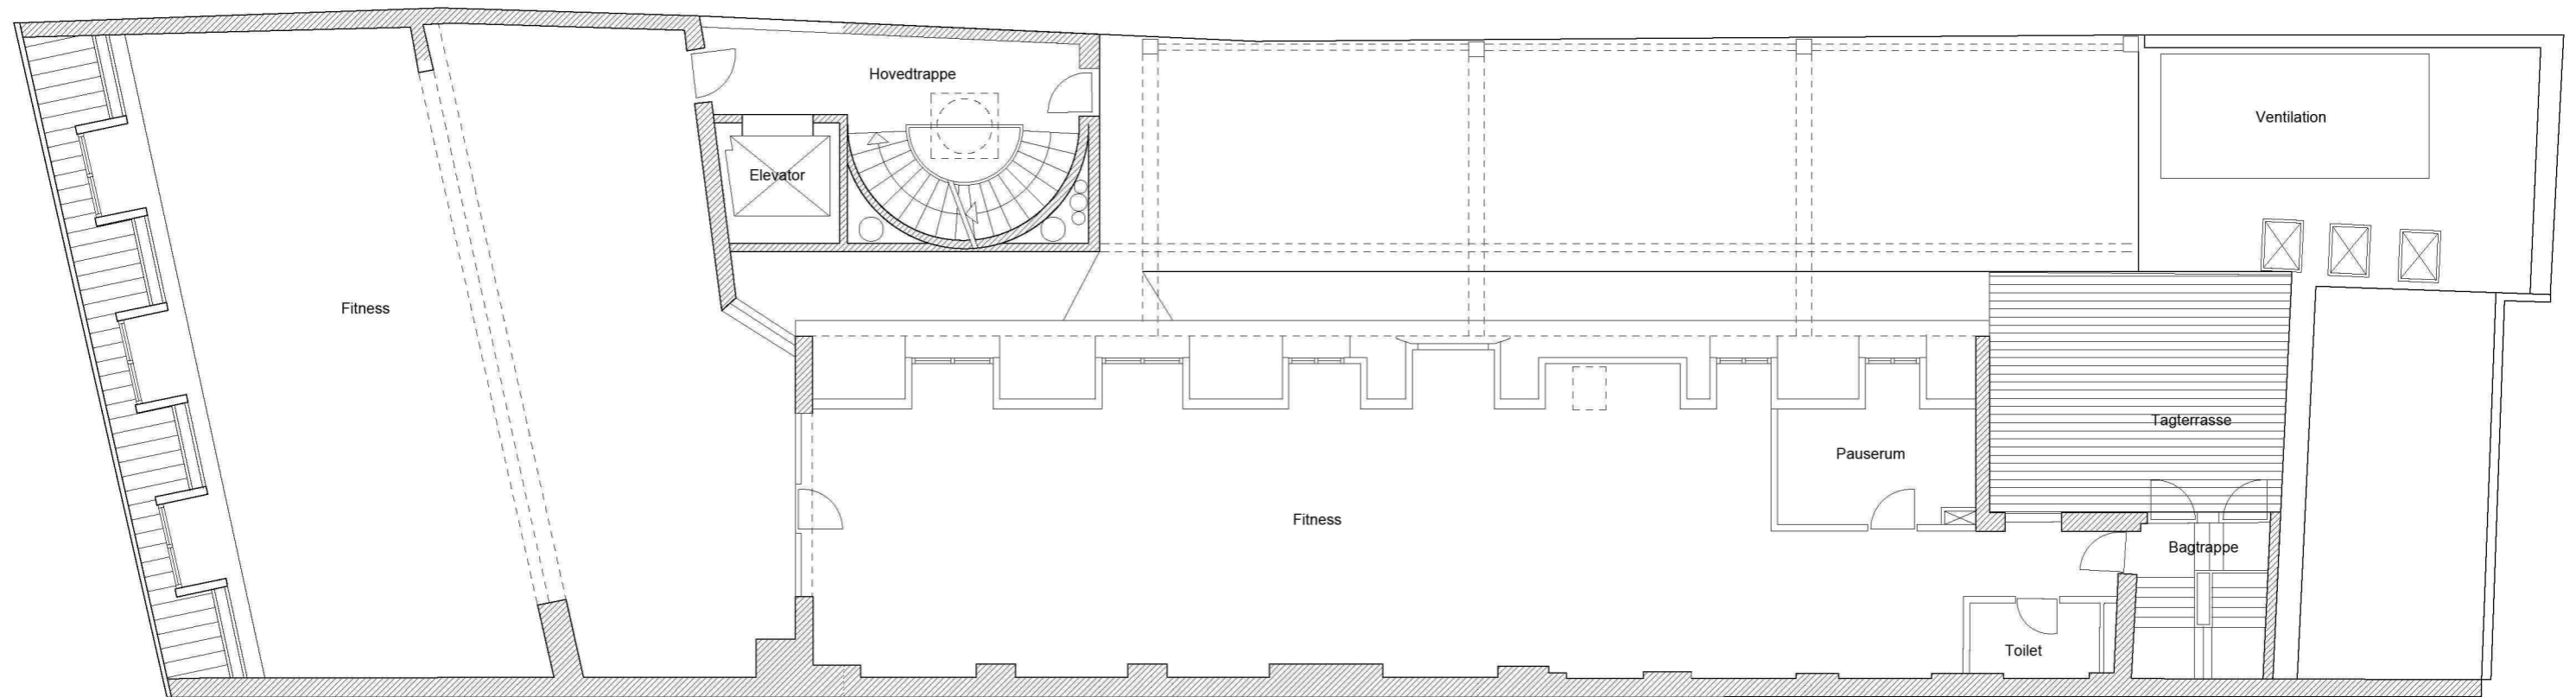 Hovedtrappe
Ventilation
Elevator
Fitness
Tagterrasse
Pauserum
Fitness
Bagtrappe
Toilet